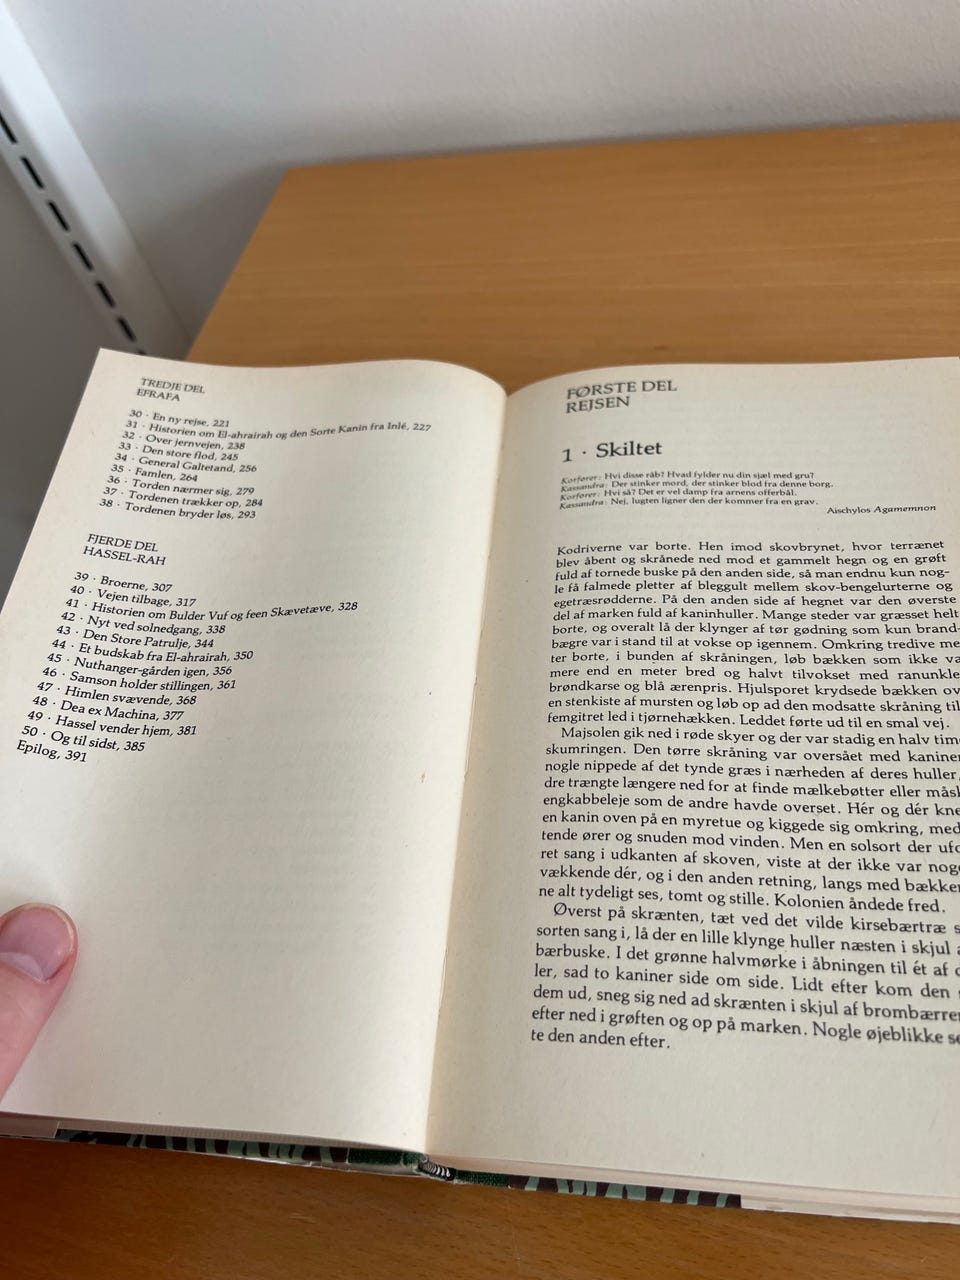 TREDJE DEL
EFRAFA
30 · En ny rejse, 221
31 · Historien om El-ahrairah og den Sorte Kanin fra Inlé, 227
32 · Over jernvejen, 238
33 · Den store flod, 245
34 · General Galtetand, 256
35 · Famlen, 264
36 · Torden nærmer sig, 279
37 · Tordenen trækker op, 284
38 · Tordenen bryder løs, 293
FJERDE DEL
HASSEL-RAH
39 · Broerne, 307
40 · Vejen tilbage, 317
41 · Historien om Bulder Vuf og feen Skævetæve, 328
42 · Nyt ved solnedgang, 338
43 · Den Store Patrulje, 344
44 · Et budskab fra El-ahrairah, 350
45 · Nuthanger-gården igen, 356
46 · Samson holder stillingen, 361
47 · Himlen svævende, 368
48 · Dea ex Machina, 377
49 · Hassel vender hjem, 381
50 · Og til sidst, 385
Epilog, 391
FØRSTE DEL
REJSEN
1 · Skiltet
Korfører: Hvi disse råb? Hvad fylder nu din sjæl med gru?
Kassandra: Der stinker mord, der stinker blod fra denne borg.
Korfører: Hvi så? Det er vel damp fra arnens offerbål.
Kassandra: Nej, lugten ligner den der kommer fra en grav.
Aischylos Agamemnon
Kodriverne var borte. Hen imod skovbrynet, hvor terrænet
blev åbent og skrånede ned mod et gammelt hegn og en grøft
fuld af tornede buske på den anden side, så man endnu kun nog-
le få falmede pletter af bleggult mellem skov-bengelurterne og
egetræsrødderne. På den anden side af hegnet var den øverste
del af marken fuld af kaninhuller. Mange steder var græsset helt
borte, og overalt lå der klynger af tør gødning som kun brand-
bægre var i stand til at vokse op igennem. Omkring tredive me
ter borte, i bunden af skråningen, løb bækken som ikke va
mere end en meter bred og halvt tilvokset med ranunkle
brøndkarse og blå ærenpris. Hjulsporet krydsede bækken ov
en stenkiste af mursten og løb op ad den modsatte skråning til
femgitret led i tjørnehækken. Leddet førte ud til en smal vej.
Majsolen gik ned i røde skyer og der var stadig en halv tim
skumringen. Den tørre skråning var oversået med kaniner
nogle nippede af det tynde græs i nærheden af deres huller,
dre trængte længere ned for at finde mælkebøtter eller måsk
engkabbeleje som de andre havde overset. Hér og dér kne
en kanin oven på en myretue og kiggede sig omkring, med
tende ører og snuden mod vinden. Men en solsort der ufo
ret sang i udkanten af skoven, viste at der ikke var nog
vækkende dér, og i den anden retning, langs med bækken
ne alt tydeligt ses, tomt og stille. Kolonien åndede fred.
Øverst på skrænten, tæt ved det vilde kirsebærtræ s
sorten sang i, lå der en lille klynge huller næsten i skjul a
bærbuske. I det grønne halvmørke i åbningen til ét af d
ler, sad to kaniner side om side. Lidt efter kom den
dem ud, sneg sig ned ad skrænten i skjul af brombærren
efter ned i grøften og op på marken. Nogle øjeblikke se
te den anden efter.